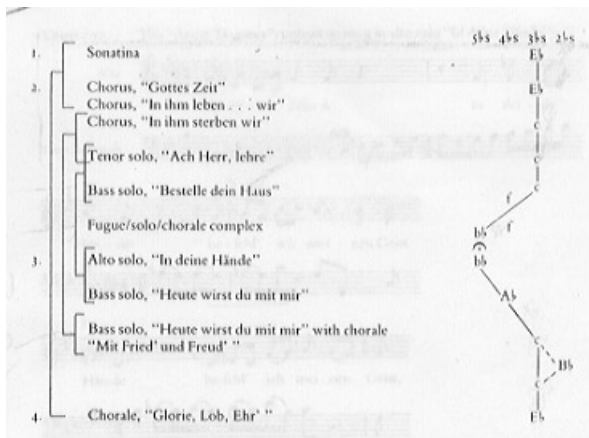 5♭s 4♭s 3♭s 2♭s
1. Sonatina E♭
2. Chorus, "Gottes Zeit" E♭
Chorus, "In ihm leben . . . wir"
Chorus, "In ihm sterben wir" c
Tenor solo, "Ach Herr, lehre" c
Bass solo, "Bestelle dein Haus" c
f
Fugue/solo/chorale complex b♭ f
3. Alto solo, "In deine Hände" b♭
Bass solo, "Heute wirst du mit mir" A♭
Bass solo, "Heute wirst du mit mir" with chorale c
"Mit Fried' und Freud' " B♭
c
4. Chorale, "Glorie, Lob, Ehr' " E♭